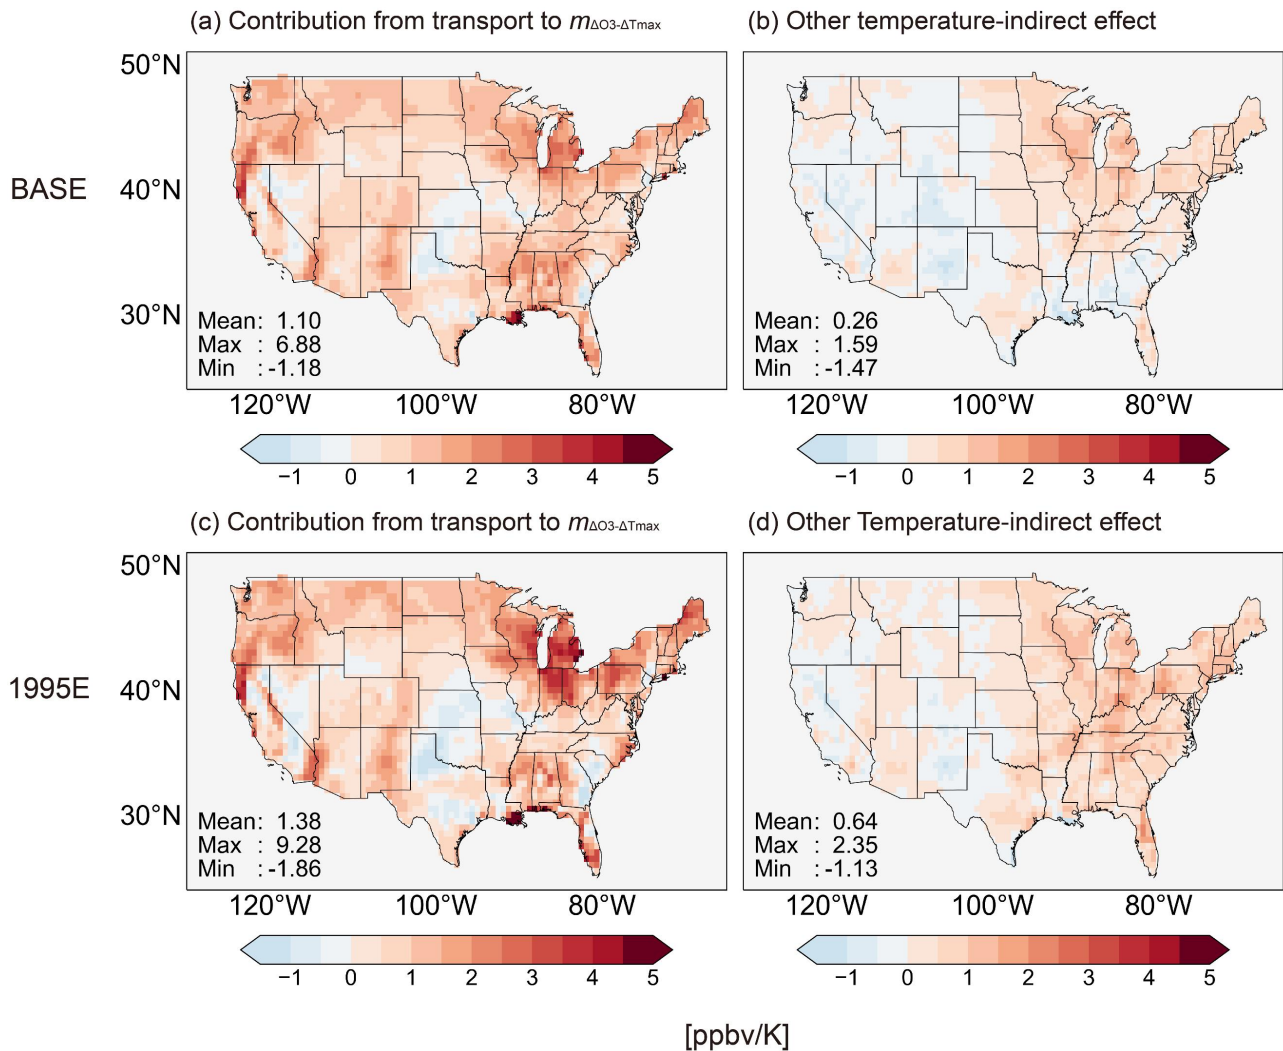 (a) Contribution from transport to mΔO3-ΔTmax
(b) Other temperature-indirect effect
BASE
50°N
40°N
30°N
Mean: 1.10
Max : 6.88
Min :-1.18
Mean: 0.26
Max : 1.59
Min :-1.47
120°W 100°W 80°W
120°W 100°W 80°W
−1 0 1 2 3 4 5
−1 0 1 2 3 4 5
(c) Contribution from transport to mΔO3-ΔTmax
(d) Other Temperature-indirect effect
1995E
50°N
40°N
30°N
Mean: 1.38
Max : 9.28
Min :-1.86
Mean: 0.64
Max : 2.35
Min :-1.13
120°W 100°W 80°W
120°W 100°W 80°W
−1 0 1 2 3 4 5
−1 0 1 2 3 4 5
[ppbv/K]